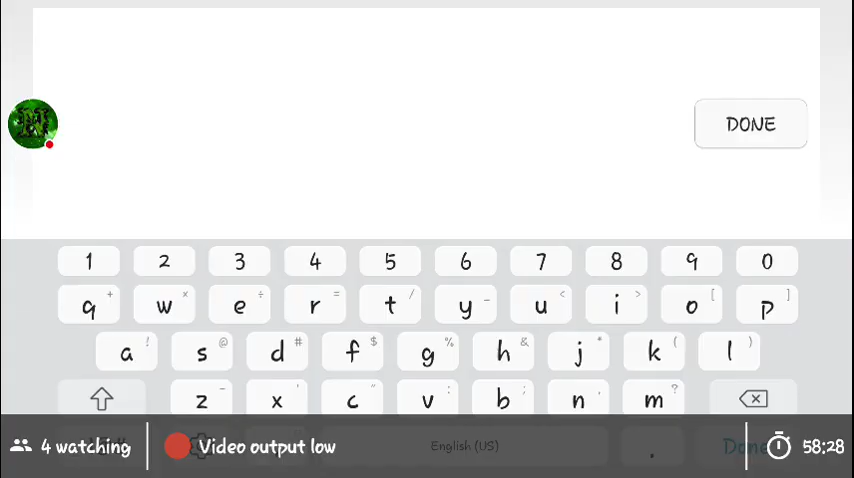 DONE
1 2 3 4 5 6 7 8 9 0
q + w × e ÷ r = t / y _ u < i > o [ p ]
a ! s @ d # f $ g % h & j * k ( l )
z - x ' c " v : b ; n , m ?
4 watching Video output low English (US) . Done 58:28